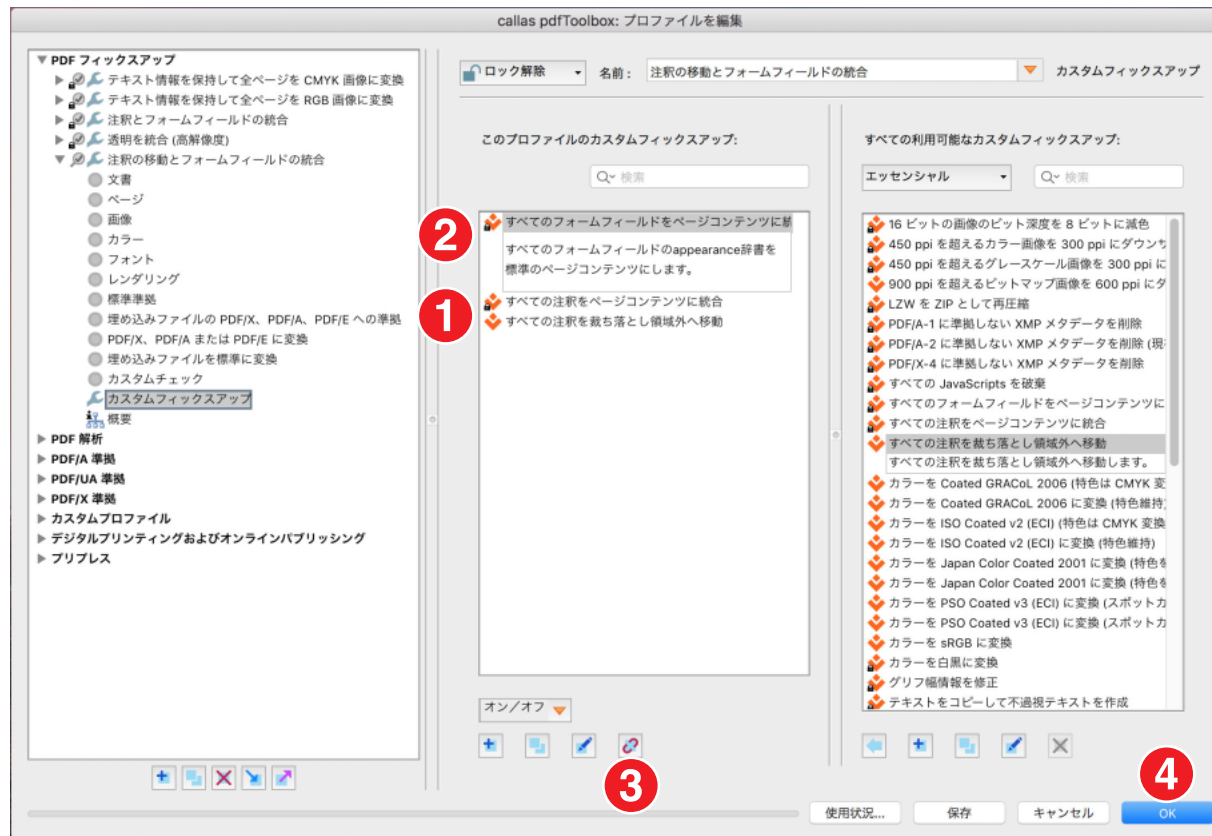 callas pdfToolbox: プロファイルを編集
PDF フィックスアップ
テキスト情報を保持して全ページを CMYK 画像に変換
テキスト情報を保持して全ページを RGB 画像に変換
注釈とフォームフィールドの統合
透明を統合 (高解像度)
注釈の移動とフォームフィールドの統合
文書
ページ
画像
カラー
フォント
レンダリング
標準準拠
埋め込みファイルの PDF/X、PDF/A、PDF/E への準拠
PDF/X、PDF/A または PDF/E に変換
埋め込みファイルを標準に変換
カスタムチェック
カスタムフィックスアップ
概要
PDF 解析
PDF/A 準拠
PDF/UA 準拠
PDF/X 準拠
カスタムプロファイル
デジタルプリンティングおよびオンラインパブリッシング
プリプレス
ロック解除
名前:
注釈の移動とフォームフィールドの統合
カスタムフィックスアップ
このプロファイルのカスタムフィックスアップ:
検索
2
すべてのフォームフィールドをページコンテンツに
すべてのフォームフィールドのappearance辞書を
標準のページコンテンツにします。
1
すべての注釈をページコンテンツに統合
すべての注釈を裁ち落とし領域外へ移動
オン/オフ
3
すべての利用可能なカスタムフィックスアップ:
エッセンシャル
検索
16 ビットの画像のビット深度を 8 ビットに減色
450 ppi を超えるカラー画像を 300 ppi にダウン
450 ppi を超えるグレースケール画像を 300 ppi に
900 ppi を超えるビットマップ画像を 600 ppi にダ
LZW を ZIP として再圧縮
PDF/A-1 に準拠しない XMP メタデータを削除
PDF/A-2 に準拠しない XMP メタデータを削除 (現
PDF/X-4 に準拠しない XMP メタデータを削除
すべての JavaScripts を破棄
すべてのフォームフィールドをページコンテンツに
すべての注釈をページコンテンツに統合
すべての注釈を裁ち落とし領域外へ移動
すべての注釈を裁ち落とし領域外へ移動します。
カラーを Coated GRACoL 2006 (特色は CMYK 変
カラーを Coated GRACoL 2006 に変換 (特色維持)
カラーを ISO Coated v2 (ECI) (特色は CMYK 変換
カラーを ISO Coated v2 (ECI) に変換 (特色維持)
カラーを Japan Color Coated 2001 に変換 (特色を
カラーを Japan Color Coated 2001 に変換 (特色を
カラーを PSO Coated v3 (ECI) に変換 (スポットカ
カラーを PSO Coated v3 (ECI) に変換 (スポットカ
カラーを sRGB に変換
カラーを白黒に変換
グリフ幅情報を修正
テキストをコピーして不過視テキストを作成
4
使用状況...
保存
キャンセル
OK